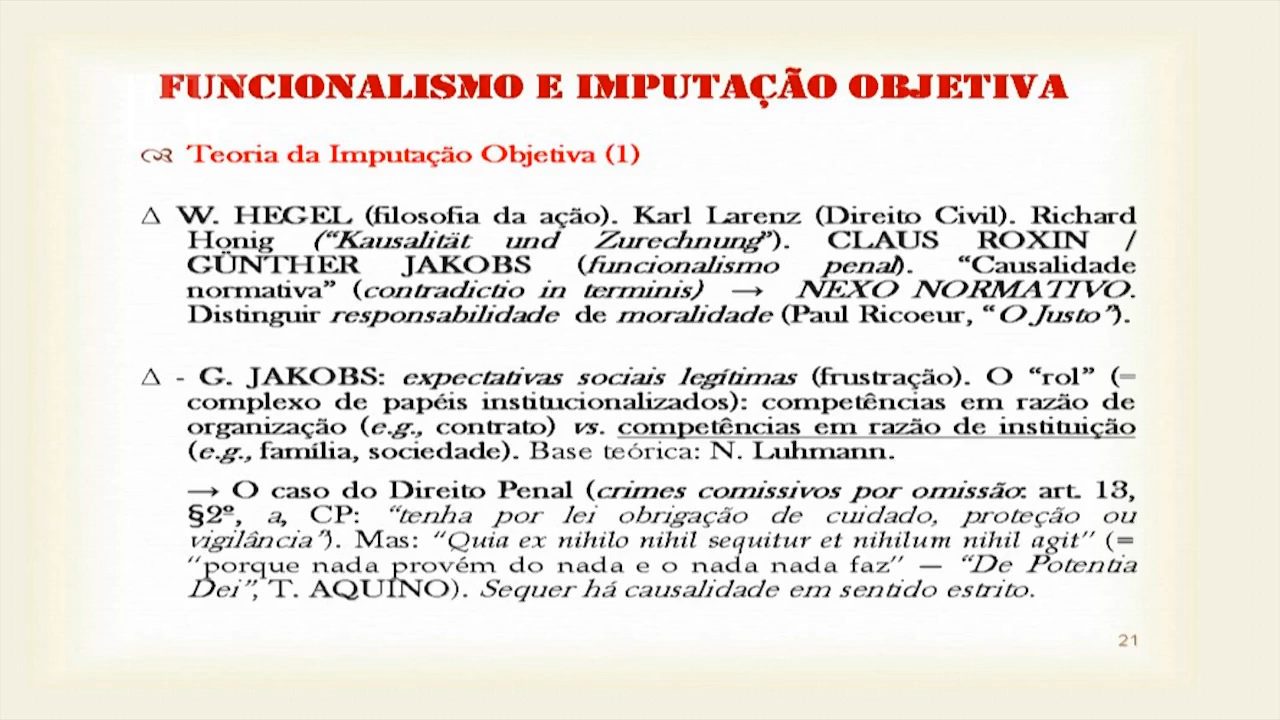 FUNCIONALISMO E IMPUTAÇÃO OBJETIVA
Teoria da Imputação Objetiva (1)
Δ W. HEGEL (filosofia da ação). Karl Larenz (Direito Civil). Richard
Honig (“Kausalität und Zurechnung”). CLAUS ROXIN /
GÜNTHER JAKOBS (funcionalismo penal). “Causalidade
normativa” (contradictio in terminis) → NEXO NORMATIVO.
Distinguir responsabilidade de moralidade (Paul Ricoeur, “O Justo”).
Δ - G. JAKOBS: expectativas sociais legítimas (frustração). O “rol” (=
complexo de papéis institucionalizados): competências em razão de
organização (e.g., contrato) vs. competências em razão de instituição
(e.g., família, sociedade). Base teórica: N. Luhmann.
→ O caso do Direito Penal (crimes comissivos por omissão: art. 13,
§2º, a, CP: “tenha por lei obrigação de cuidado, proteção ou
vigilância”). Mas: “Quia ex nihilo nihil sequitur et nihilum nihil agit” (=
“porque nada provém do nada e o nada nada faz” — “De Potentia
Dei”, T. AQUINO). Sequer há causalidade em sentido estrito.
21